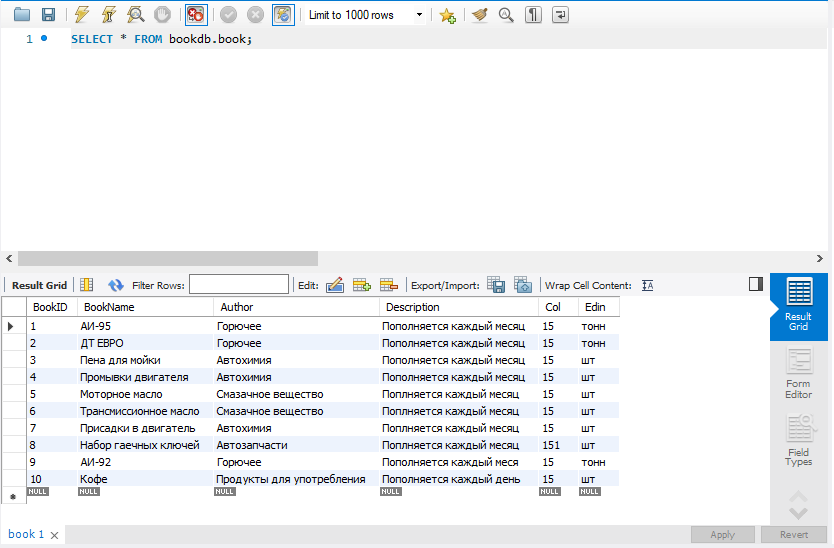 Limit to 1000 rows
1 SELECT * FROM bookdb.book;
Result Grid Filter Rows: Edit: Export/Import: Wrap Cell Content:
BookID BookName Author Description Col Edin
1 АИ-95 Горючее Пополняется каждый месяц 15 тонн
2 ДТ ЕВРО Горючее Пополняется каждый месяц 15 тонн
3 Пена для мойки Автохимия Пополняется каждый месяц 15 шт
4 Промывки двигателя Автохимия Пополняется каждый месяц 15 шт
5 Моторное масло Смазачное вещество Поплняется каждый месяц 15 шт
6 Трансмиссионное масло Смазачное вещество Поплняется каждый месяц 15 шт
7 Присадки в двигатель Автохимия Поплняется каждый месяц 15 шт
8 Набор гаечных ключей Автозапчасти Поплняется каждый месяц 151 шт
9 АИ-92 Горючее Пополняется каждый меся 15 тонн
10 Кофе Продукты для употребления Пополняется каждый день 15 шт
NULL NULL NULL NULL NULL NULL
Result
Grid
Form
Editor
Field
Types
book 1
Apply Revert